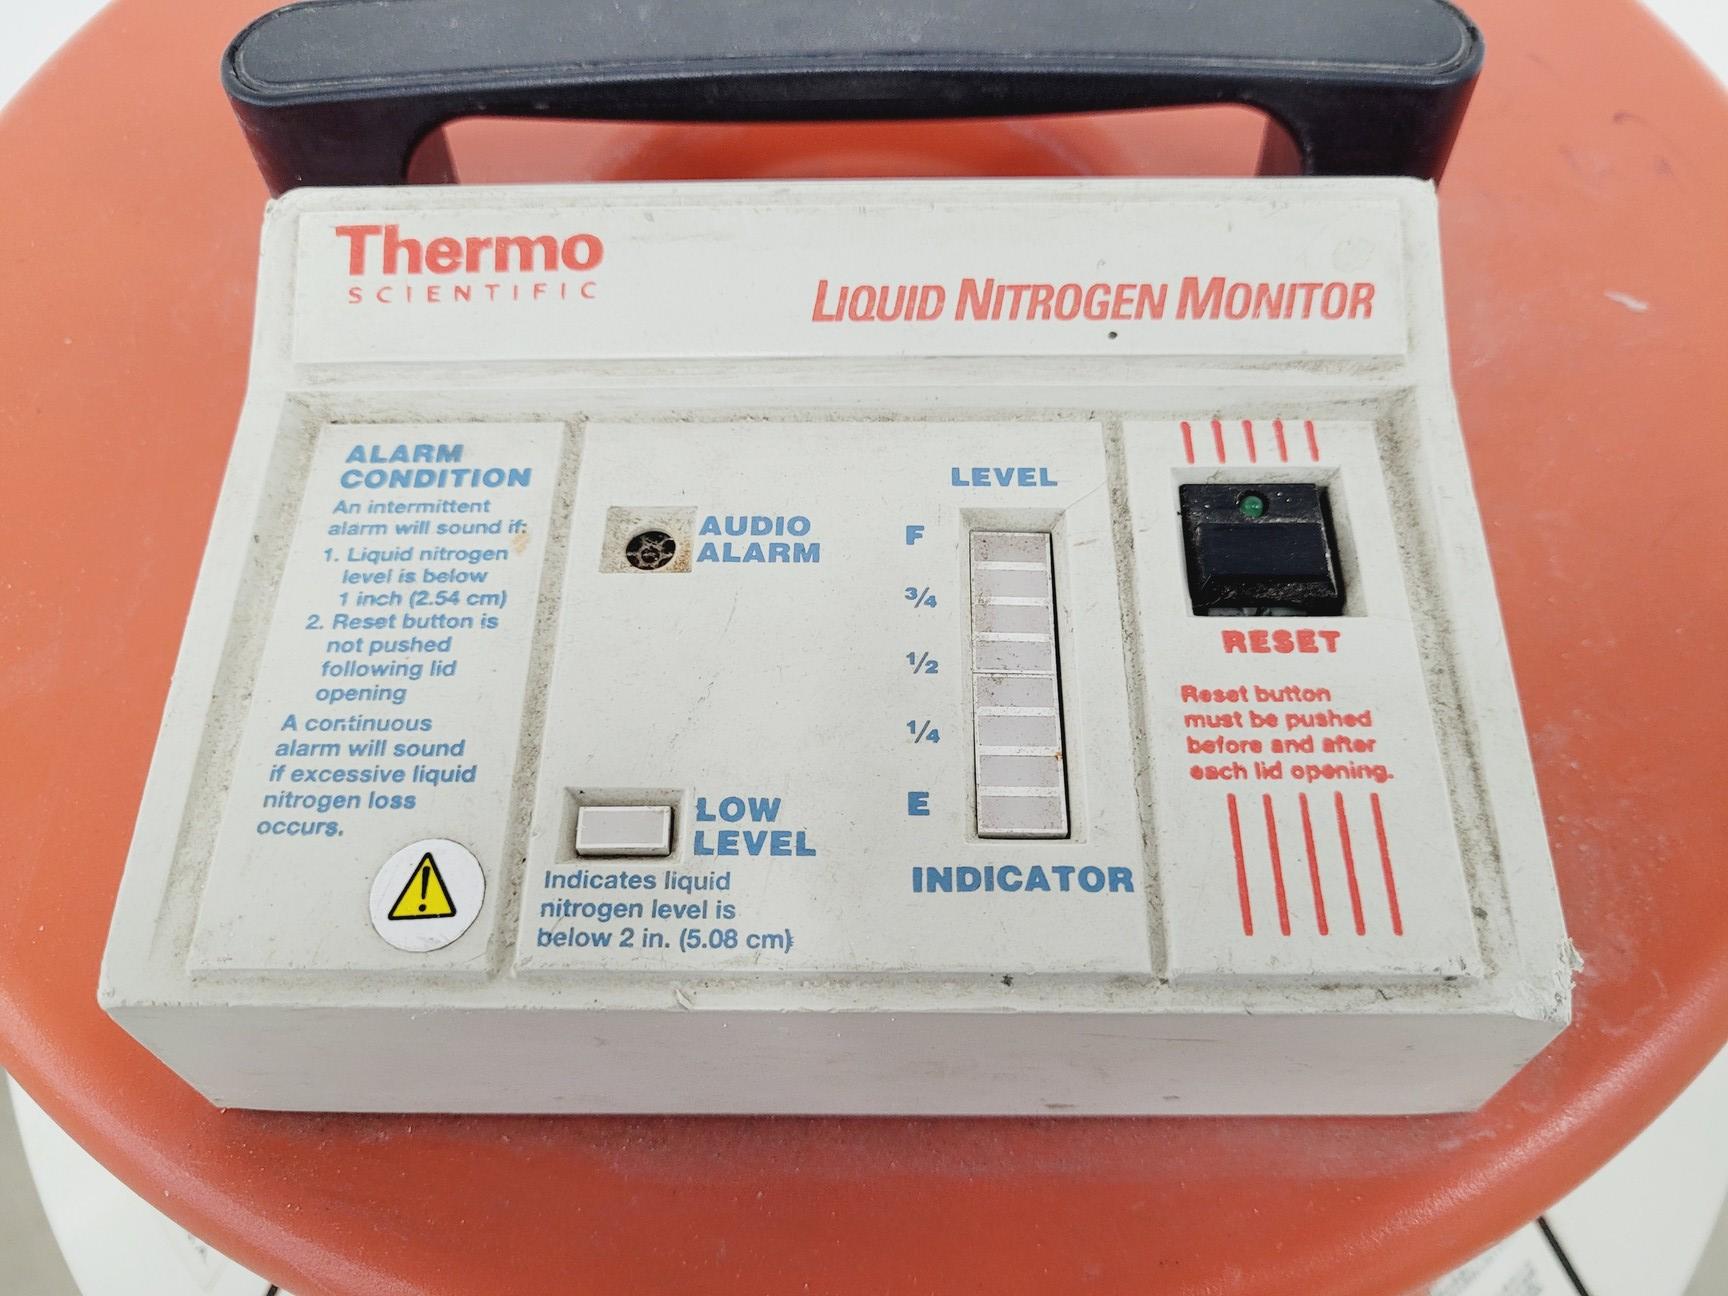 Thermo
SCIENTIFIC
LIQUID NITROGEN MONITOR
ALARM
CONDITION
An intermittent
alarm will sound if:
1. Liquid nitrogen
level is below
1 inch (2.54 cm)
2. Reset button is
not pushed
following lid
opening
A continuous
alarm will sound
if excessive liquid
nitrogen loss
occurs.
!
AUDIO
ALARM
LOW
LEVEL
Indicates liquid
nitrogen level is
below 2 in. (5.08 cm)
LEVEL
F
3/4
1/2
1/4
E
INDICATOR
RESET
Reset button
must be pushed
before and after
each lid opening.